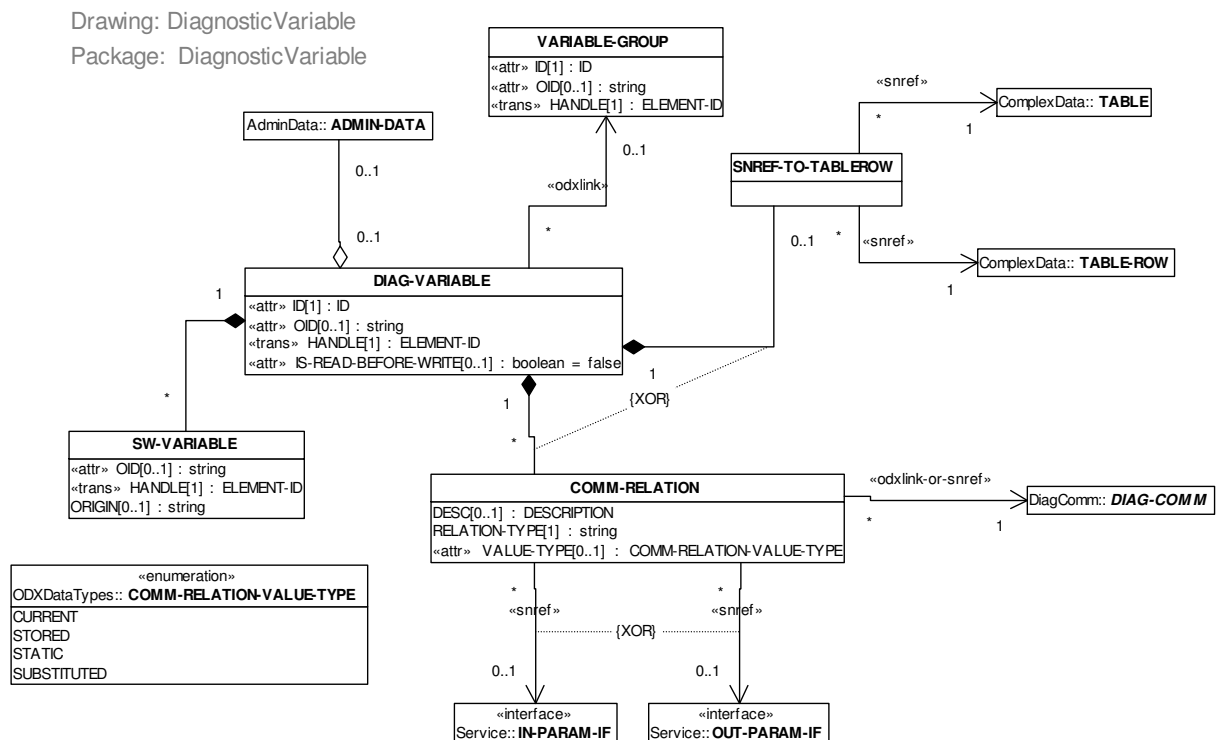 Drawing: DiagnosticVariable
Package: DiagnosticVariable
VARIABLE-GROUP
«attr» ID[1] : ID
«attr» OID[0..1] : string
«trans» HANDLE[1] : ELEMENT-ID
AdminData:: ADMIN-DATA
0..1
0..1
0..1
«odxlink»
*
«snref»
ComplexData:: TABLE
*
1
SNREF-TO-TABLEROW
0..1
*
«snref»
ComplexData:: TABLE-ROW
1
DIAG-VARIABLE
«attr» ID[1] : ID
«attr» OID[0..1] : string
«trans» HANDLE[1] : ELEMENT-ID
«attr» IS-READ-BEFORE-WRITE[0..1] : boolean = false
1
*
1
{XOR}
1
*
SW-VARIABLE
«attr» OID[0..1] : string
«trans» HANDLE[1] : ELEMENT-ID
ORIGIN[0..1] : string
COMM-RELATION
DESC[0..1] : DESCRIPTION
RELATION-TYPE[1] : string
«attr» VALUE-TYPE[0..1] : COMM-RELATION-VALUE-TYPE
«odxlink-or-snref»
*
1
DiagComm:: DIAG-COMM
«enumeration»
ODXDataTypes:: COMM-RELATION-VALUE-TYPE
CURRENT
STORED
STATIC
SUBSTITUTED
*
*
«snref»
«snref»
{XOR}
0..1
0..1
«interface»
Service:: IN-PARAM-IF
«interface»
Service:: OUT-PARAM-IF